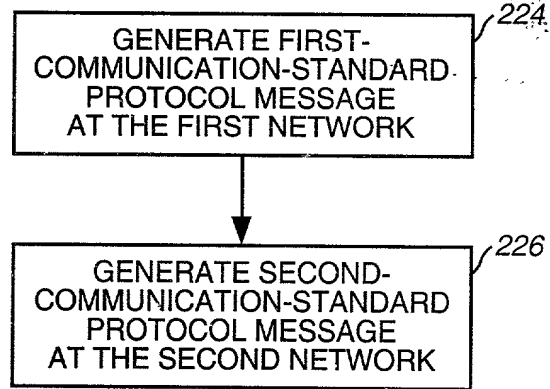 224
GENERATE FIRST-
COMMUNICATION-STANDARD
PROTOCOL MESSAGE
AT THE FIRST NETWORK
226
GENERATE SECOND-
COMMUNICATION-STANDARD
PROTOCOL MESSAGE
AT THE SECOND NETWORK